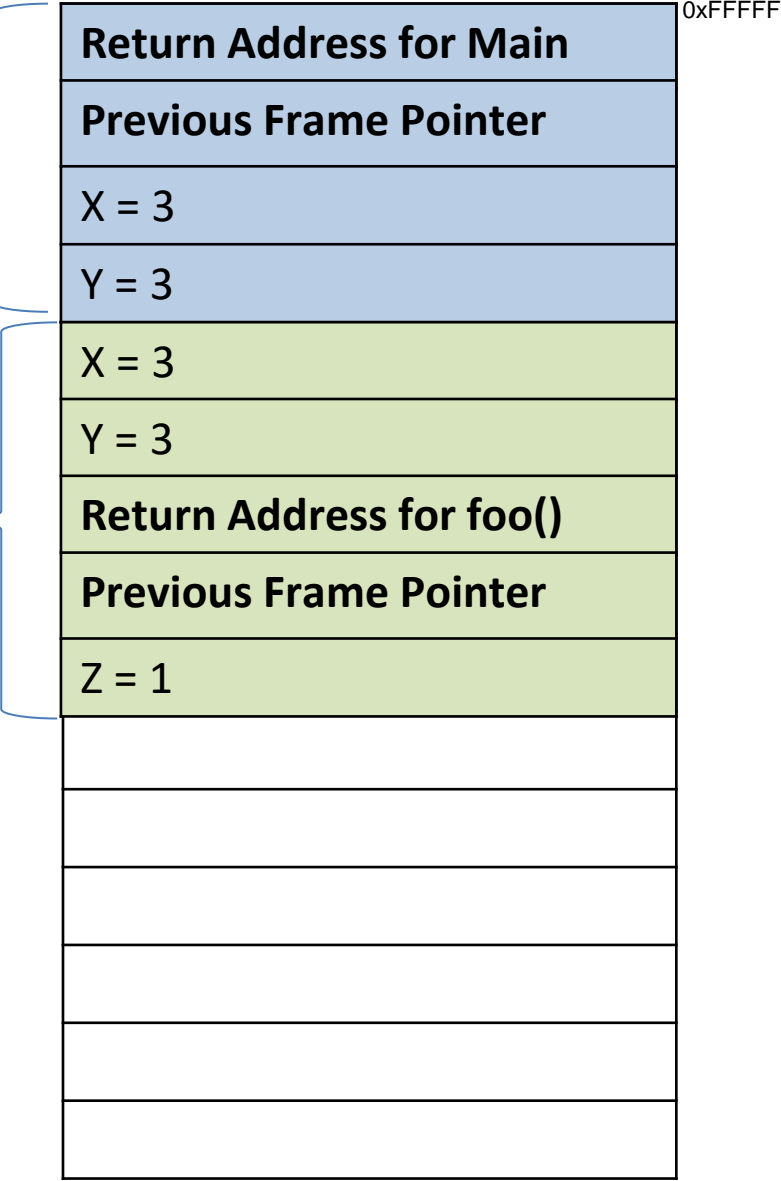 0xFFFFF
Return Address for Main
Previous Frame Pointer
X = 3
Y = 3
X = 3
Y = 3
Return Address for foo()
Previous Frame Pointer
Z = 1